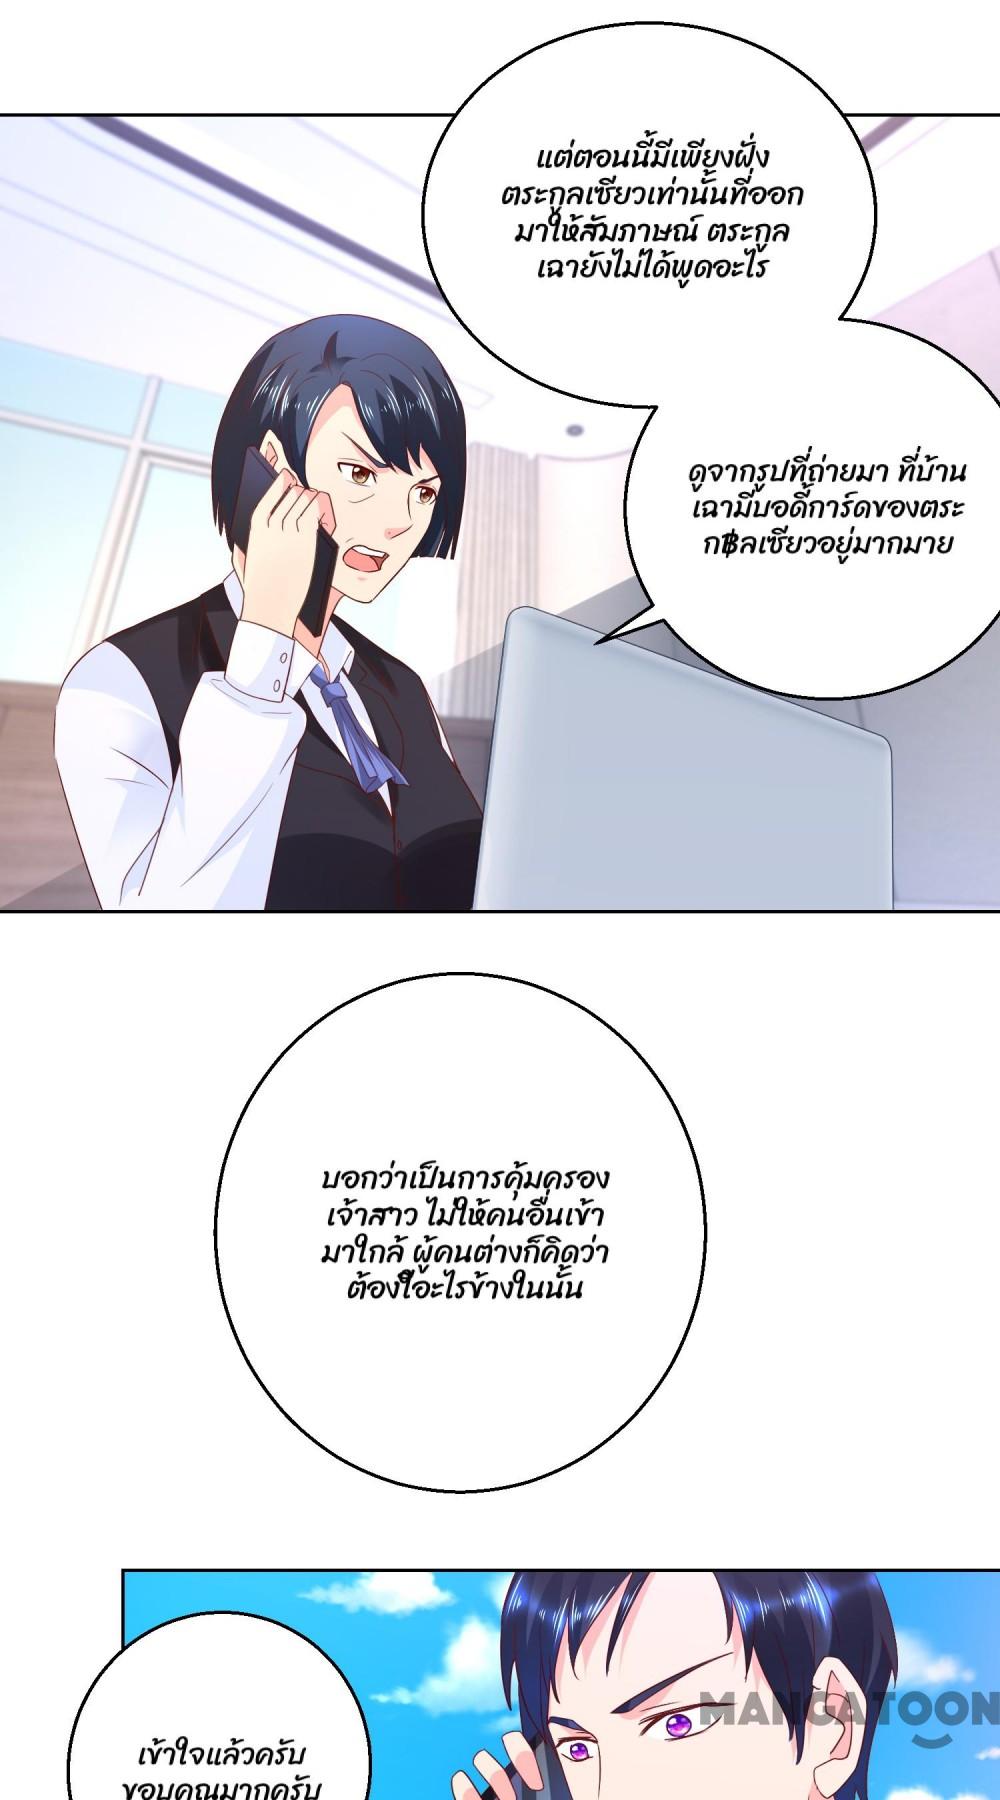 แต่ตอนนี้มีเพียงฝั่ง
ตระกูลเซียวเท่านั้นที่ออก
มาให้สัมภาษณ์ ตระกูล
เฉายังไม่ได้พูดอะไร
ดูจากรูปที่ถ่ายมา ที่บ้าน
เฉามีบอดี้การ์ดของตระ
ลเซียวอยู่มากมาย
บอกว่าเป็นการคุ้มครอง
เจ้าสาว ไม่ให้คนอื่นเข้า
มาใกล้ ผู้คนต่างก็คิดว่า
อะไรข้างในนั้น
MANGATOON
เข้าใจแล้วครับ
ขอบคุณมากครับ